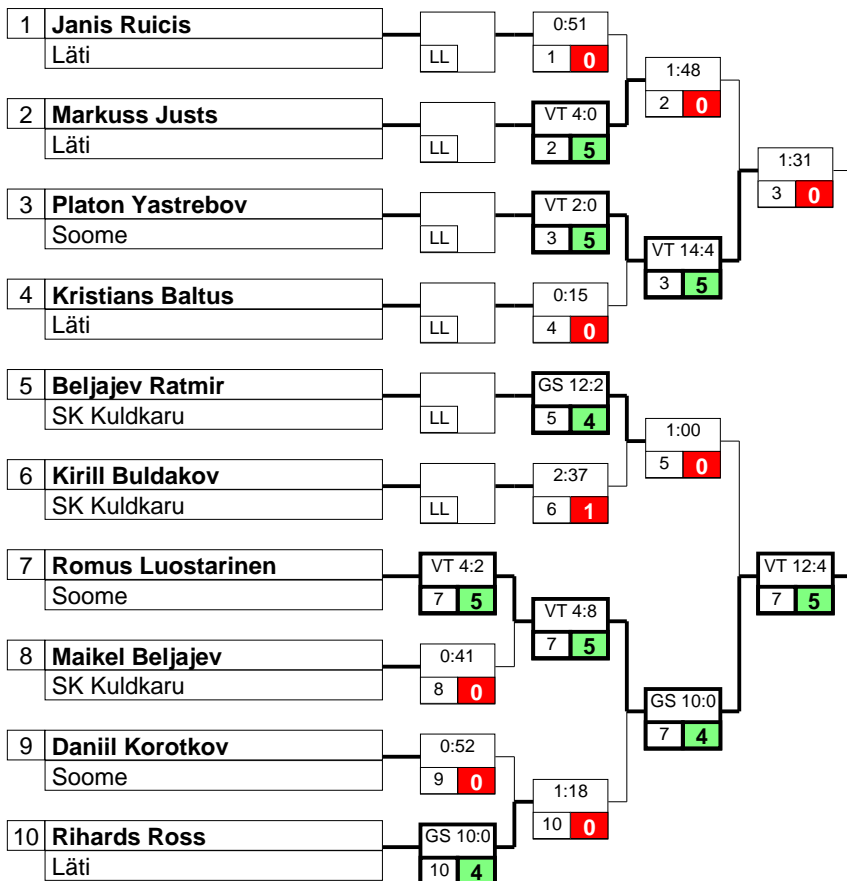 1 Janis Ruicis
Läti
LL
0:51
1 0
1:48
2 0
2 Markuss Justs
Läti
LL
VT 4:0
2 5
1:31
3 0
3 Platon Yastrebov
Soome
LL
VT 2:0
3 5
VT 14:4
3 5
4 Kristians Baltus
Läti
LL
0:15
4 0
5 Beljajev Ratmir
SK Kuldkaru
LL
GS 12:2
5 4
1:00
5 0
6 Kirill Buldakov
SK Kuldkaru
LL
2:37
6 1
7 Romus Luostarinen
Soome
VT 4:2
7 5
VT 12:4
7 5
VT 4:8
7 5
8 Maikel Beljajev
SK Kuldkaru
0:41
8 0
GS 10:0
7 4
9 Daniil Korotkov
Soome
0:52
9 0
1:18
10 0
10 Rihards Ross
Läti
GS 10:0
10 4